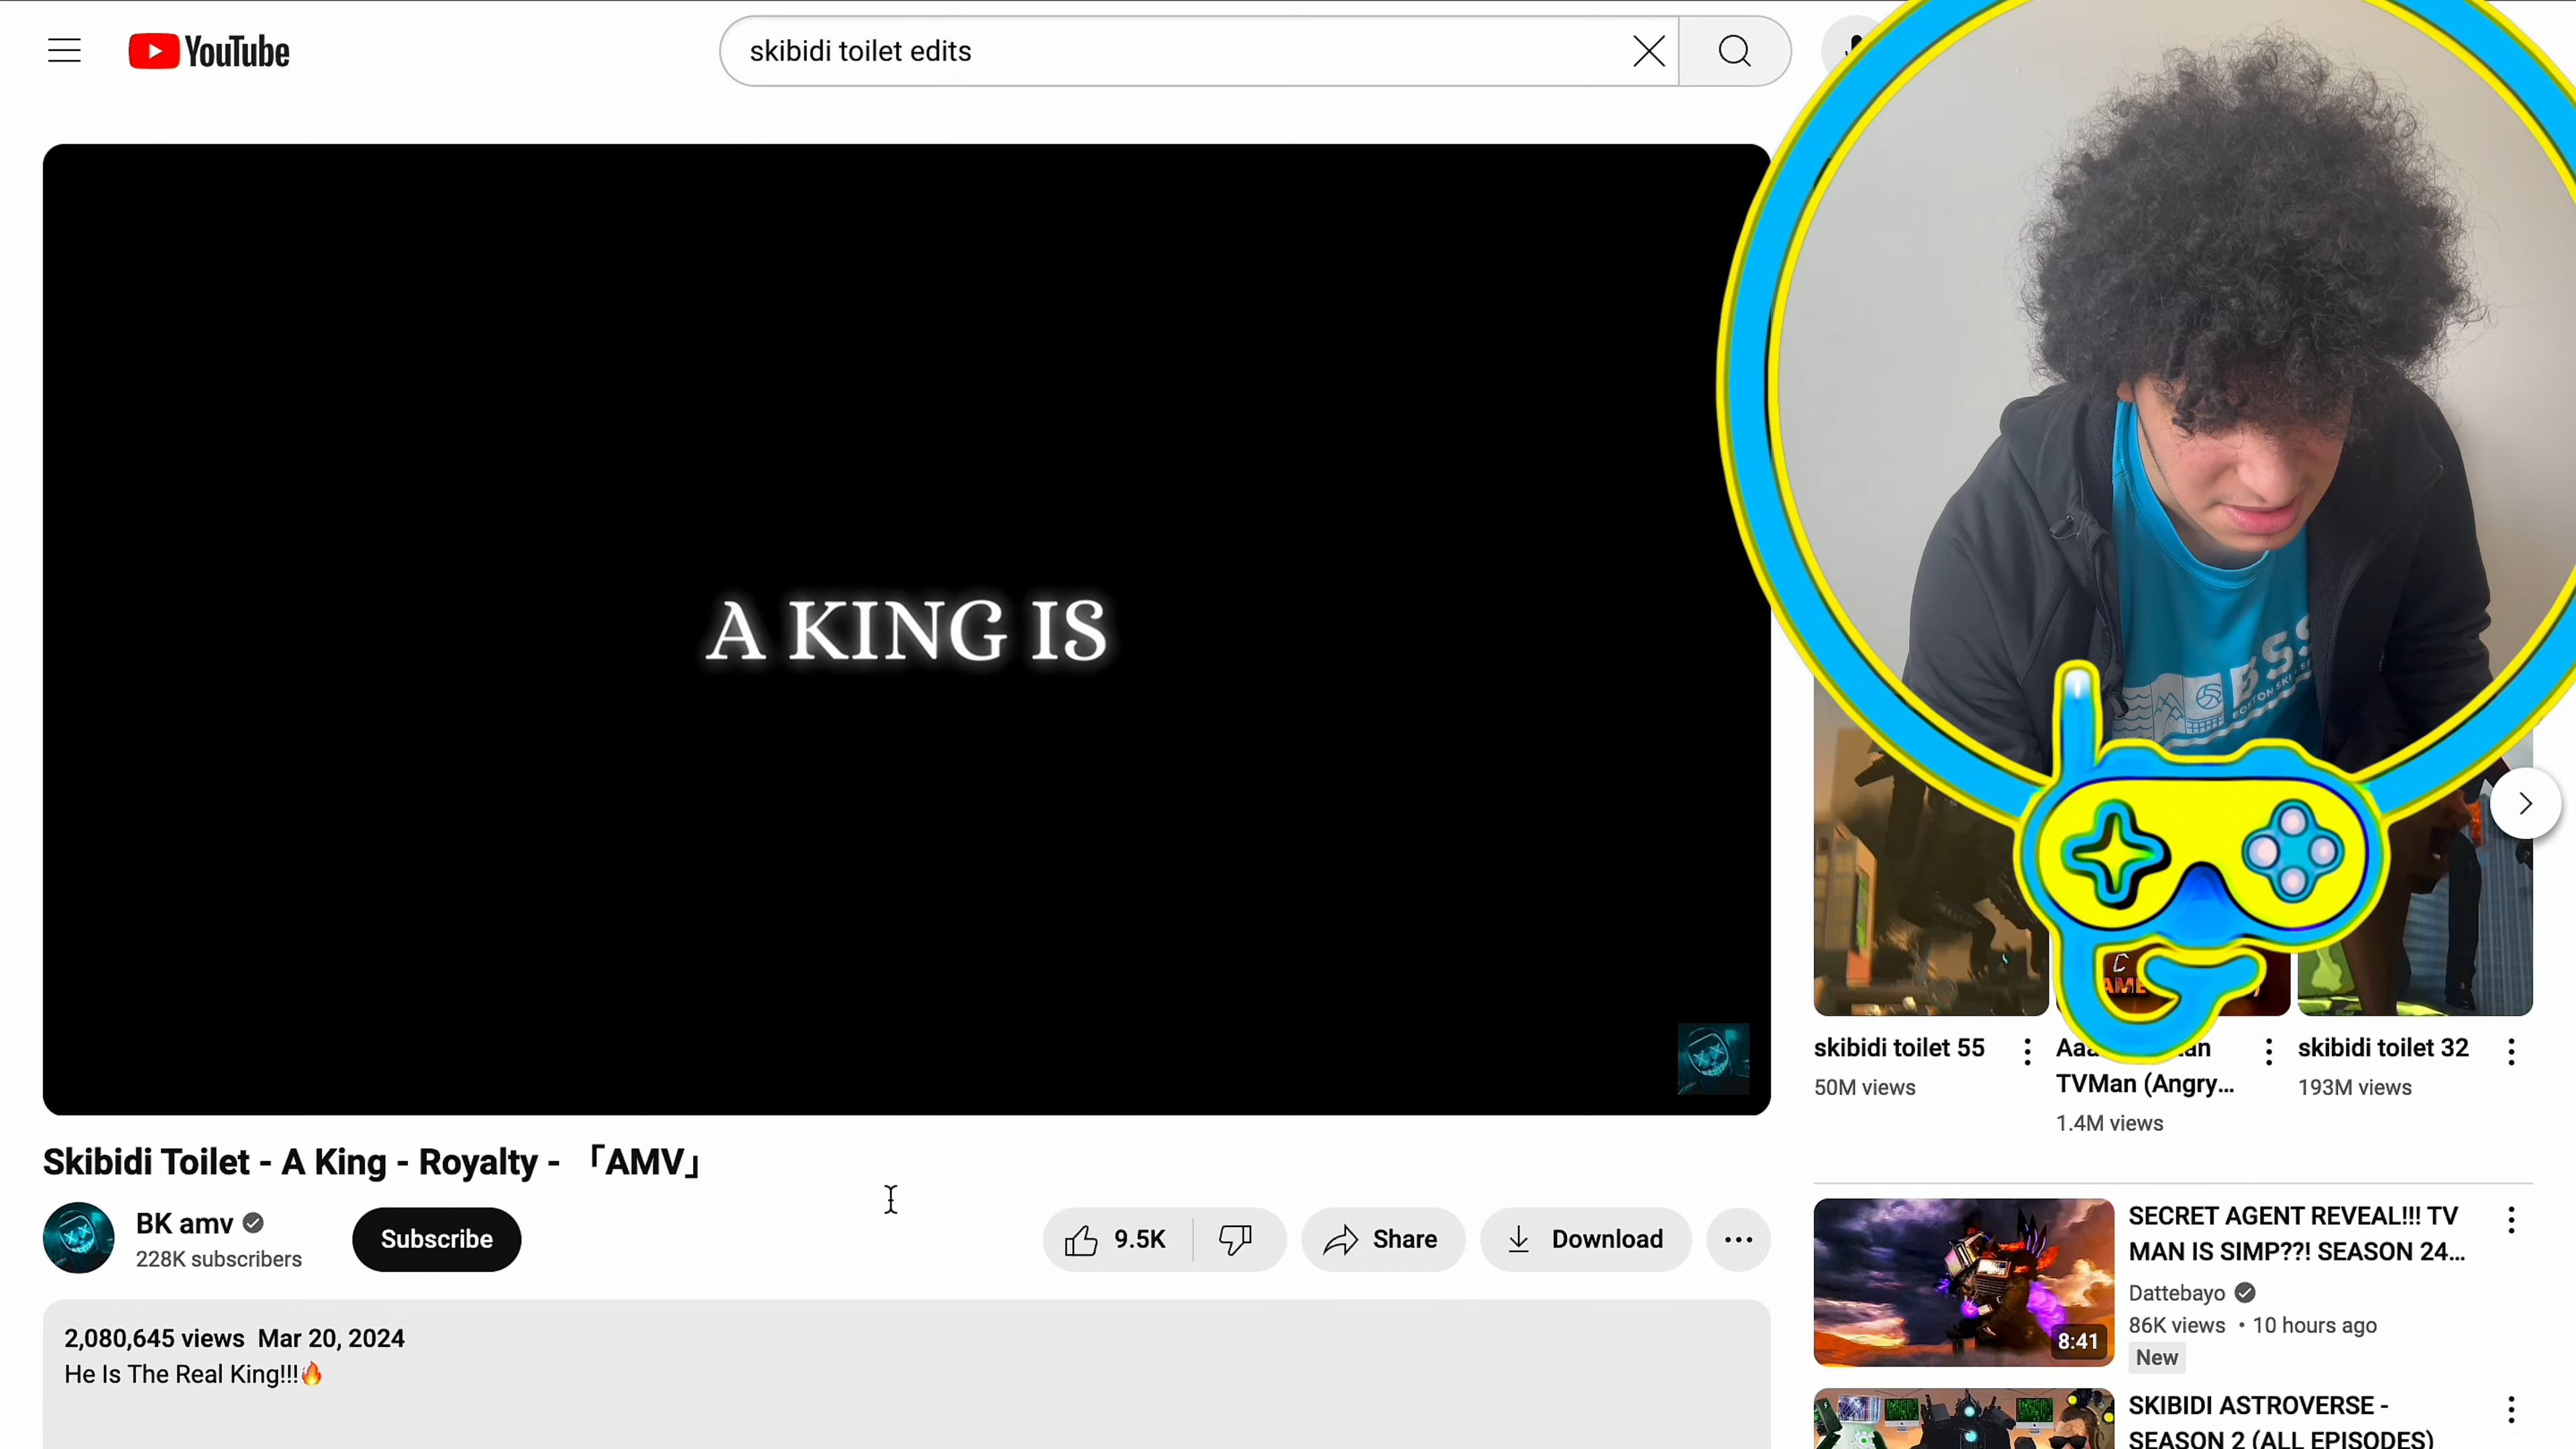 YouTube
skibidi toilet edits
A KING IS
BSS
Skibidi Toilet - A King - Royalty - 「AMV」
BK amv
228K subscribers
Subscribe
9.5K
Share
Download
2,080,645 views Mar 20, 2024
He Is The Real King!!!🔥
skibidi toilet 55
50M views
TVMan (Angry...
1.4M views
skibidi toilet 32
193M views
SECRET AGENT REVEAL!!! TV
MAN IS SIMP??! SEASON 24...
Dattebayo
86K views • 10 hours ago
New
8:41
SKIBIDI ASTROVERSE -
SEASON 2 (ALL EPISODES)